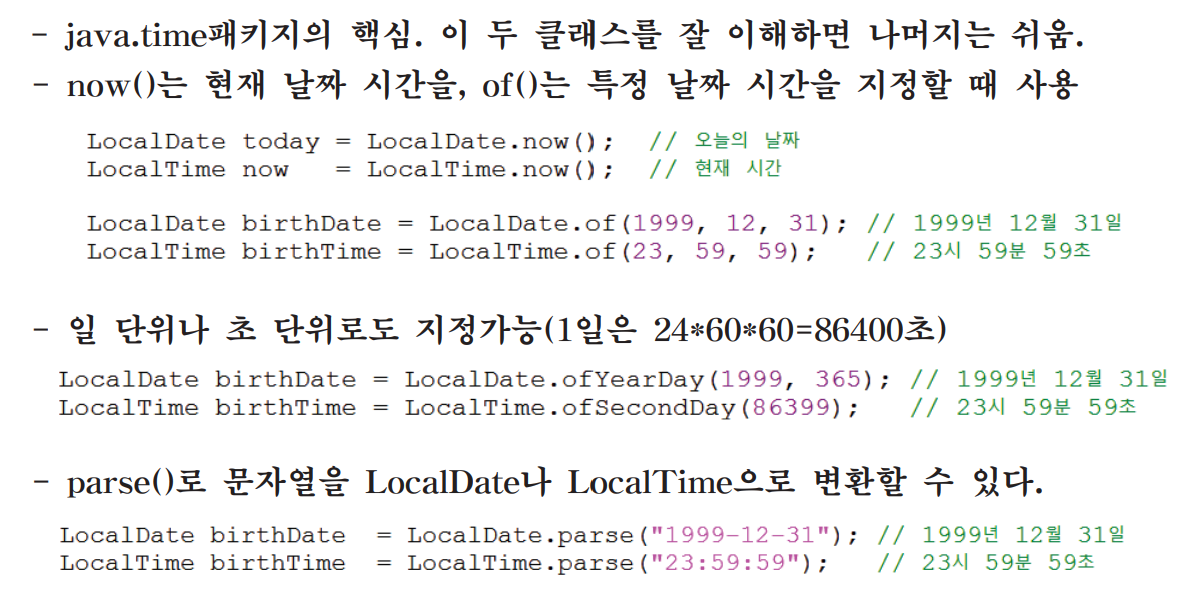 - java.time패키지의 핵심. 이 두 클래스를 잘 이해하면 나머지는 쉬움.
- now()는 현재 날짜 시간을, of()는 특정 날짜 시간을 지정할 때 사용
LocalDate today = LocalDate.now(); // 오늘의 날짜
LocalTime now = LocalTime.now(); // 현재 시간
LocalDate birthDate = LocalDate.of(1999, 12, 31); // 1999년 12월 31일
LocalTime birthTime = LocalTime.of(23, 59, 59); // 23시 59분 59초
- 일 단위나 초 단위로도 지정가능(1일은 24*60*60=86400초)
LocalDate birthDate = LocalDate.ofYearDay(1999, 365); // 1999년 12월 31일
LocalTime birthTime = LocalTime.ofSecondDay(86399); // 23시 59분 59초
- parse()로 문자열을 LocalDate나 LocalTime으로 변환할 수 있다.
LocalDate birthDate = LocalDate.parse("1999-12-31"); // 1999년 12월 31일
LocalTime birthTime = LocalTime.parse("23:59:59"); // 23시 59분 59초